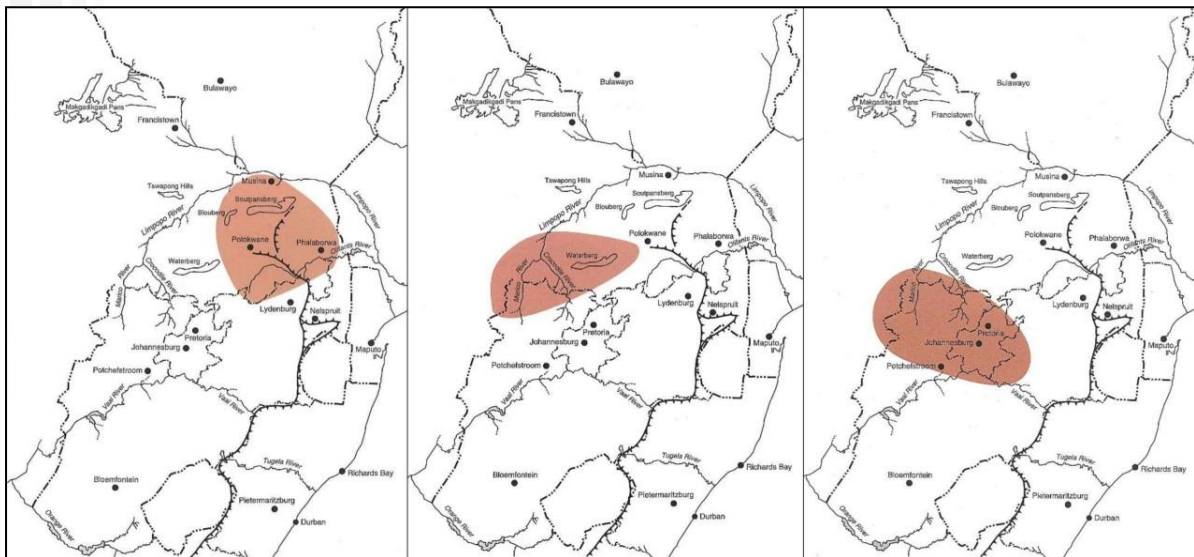 Bulawayo
Makgadikgadi Pans
Francistown
Musina
Tswapong Hills
Soutpansberg
Blouberg
Limpopo River
Limpopo River
Polokwane
Phalaborwa
Olifants River
Waterberg
Marico River
Crocodile River
Lydenburg
Nelspruit
Pretoria
Johannesburg
Maputo
Potchefstroom
Vaal River
Vaal River
Tugela River
Richards Bay
Bloemfontein
Pietermaritzburg
Orange River
Durban
Bulawayo
Makgadikgadi Pans
Francistown
Musina
Tswapong Hills
Soutpansberg
Blouberg
Limpopo River
Limpopo River
Polokwane
Phalaborwa
Olifants River
Waterberg
Marico River
Crocodile River
Lydenburg
Nelspruit
Pretoria
Johannesburg
Maputo
Potchefstroom
Vaal River
Vaal River
Tugela River
Richards Bay
Bloemfontein
Pietermaritzburg
Orange River
Durban
Bulawayo
Makgadikgadi Pans
Francistown
Musina
Tswapong Hills
Soutpansberg
Blouberg
Limpopo River
Limpopo River
Polokwane
Phalaborwa
Olifants River
Waterberg
Marico River
Crocodile River
Lydenburg
Nelspruit
Pretoria
Johannesburg
Maputo
Potchefstroom
Vaal River
Vaal River
Tugela River
Richards Bay
Bloemfontein
Pietermaritzburg
Orange River
Durban